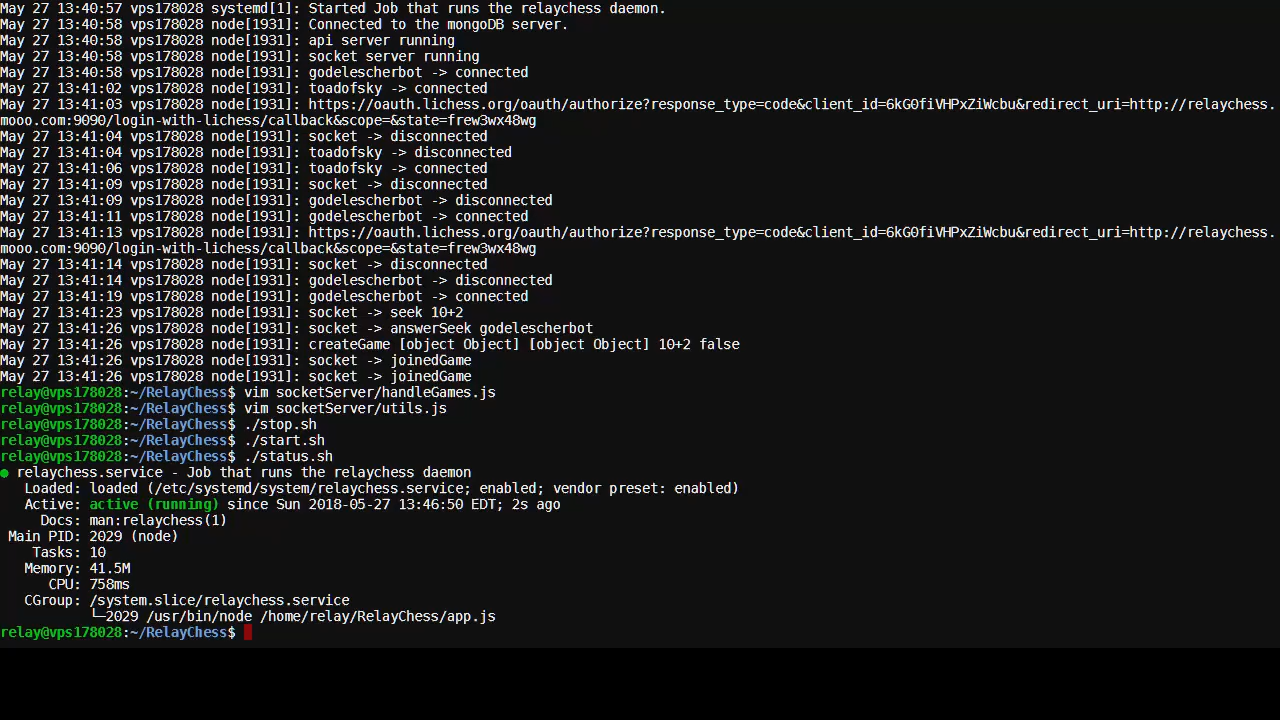 May 27 13:40:57 vps178028 systemd[1]: Started Job that runs the relaychess daemon.
May 27 13:40:58 vps178028 node[1931]: Connected to the mongoDB server.
May 27 13:40:58 vps178028 node[1931]: api server running
May 27 13:40:58 vps178028 node[1931]: socket server running
May 27 13:40:58 vps178028 node[1931]: godelescherbot -> connected
May 27 13:41:02 vps178028 node[1931]: toadofsky -> connected
May 27 13:41:03 vps178028 node[1931]: https://oauth.lichess.org/oauth/authorize?response_type=code&client_id=6kG0fiVHPxZiWcbu&redirect_uri=http://relaychess.
mooo.com:9090/login-with-lichess/callback&scope=&state=frew3wx48wg
May 27 13:41:04 vps178028 node[1931]: socket -> disconnected
May 27 13:41:04 vps178028 node[1931]: toadofsky -> disconnected
May 27 13:41:06 vps178028 node[1931]: toadofsky -> connected
May 27 13:41:09 vps178028 node[1931]: socket -> disconnected
May 27 13:41:09 vps178028 node[1931]: godelescherbot -> disconnected
May 27 13:41:11 vps178028 node[1931]: godelescherbot -> connected
May 27 13:41:13 vps178028 node[1931]: https://oauth.lichess.org/oauth/authorize?response_type=code&client_id=6kG0fiVHPxZiWcbu&redirect_uri=http://relaychess.
mooo.com:9090/login-with-lichess/callback&scope=&state=frew3wx48wg
May 27 13:41:14 vps178028 node[1931]: socket -> disconnected
May 27 13:41:14 vps178028 node[1931]: godelescherbot -> disconnected
May 27 13:41:19 vps178028 node[1931]: godelescherbot -> connected
May 27 13:41:23 vps178028 node[1931]: socket -> seek 10+2
May 27 13:41:26 vps178028 node[1931]: socket -> answerSeek godelescherbot
May 27 13:41:26 vps178028 node[1931]: createGame [object Object] [object Object] 10+2 false
May 27 13:41:26 vps178028 node[1931]: socket -> joinedGame
May 27 13:41:26 vps178028 node[1931]: socket -> joinedGame
relay@vps178028:~/RelayChess$ vim socketServer/handleGames.js
relay@vps178028:~/RelayChess$ vim socketServer/utils.js
relay@vps178028:~/RelayChess$ ./stop.sh
relay@vps178028:~/RelayChess$ ./start.sh
relay@vps178028:~/RelayChess$ ./status.sh
● relaychess.service - Job that runs the relaychess daemon
   Loaded: loaded (/etc/systemd/system/relaychess.service; enabled; vendor preset: enabled)
   Active: active (running) since Sun 2018-05-27 13:46:50 EDT; 2s ago
     Docs: man:relaychess(1)
 Main PID: 2029 (node)
    Tasks: 10
   Memory: 41.5M
      CPU: 758ms
   CGroup: /system.slice/relaychess.service
           └─2029 /usr/bin/node /home/relay/RelayChess/app.js
relay@vps178028:~/RelayChess$